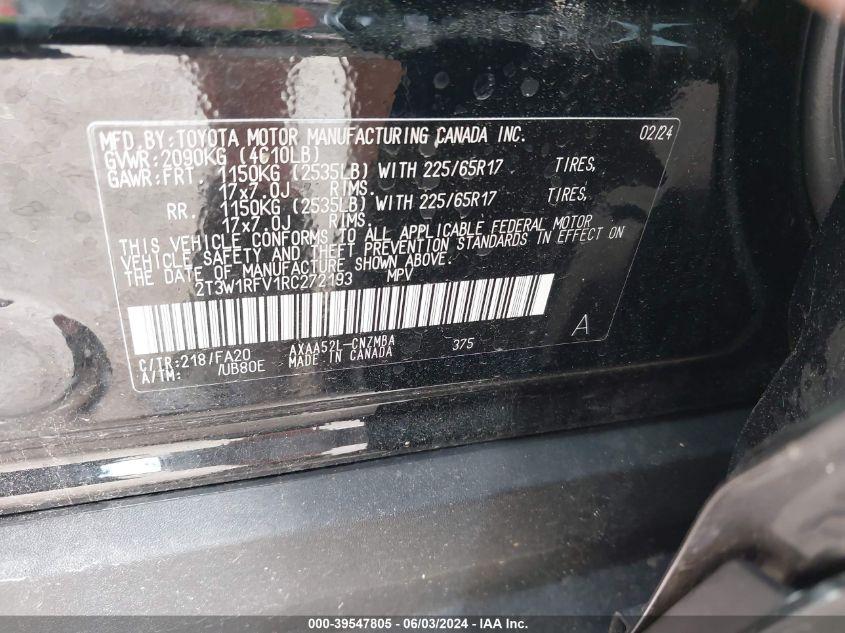 MFD. BY: TOYOTA MOTOR MANUFACTURING CANADA INC. 02/24
GVWR: 2090KG (4610LB)
GAWR: FRT. 1150KG (2535LB) WITH 225/65R17 TIRES,
17x7.0J RIMS.
RR. 1150KG (2535LB) WITH 225/65R17 TIRES,
17x7.0J RIMS.
THIS VEHICLE CONFORMS TO ALL APPLICABLE FEDERAL MOTOR
VEHICLE SAFETY AND THEFT PREVENTION STANDARDS IN EFFECT ON
THE DATE OF MANUFACTURE SHOWN ABOVE.
2T3W1RFV1RC272193 MPV
A
C/TR: 218/FA20 AXAA52L-CNZMBA 375
A/TM: /UB80E MADE IN CANADA
000-39547805 - 06/03/2024 - IAA Inc.